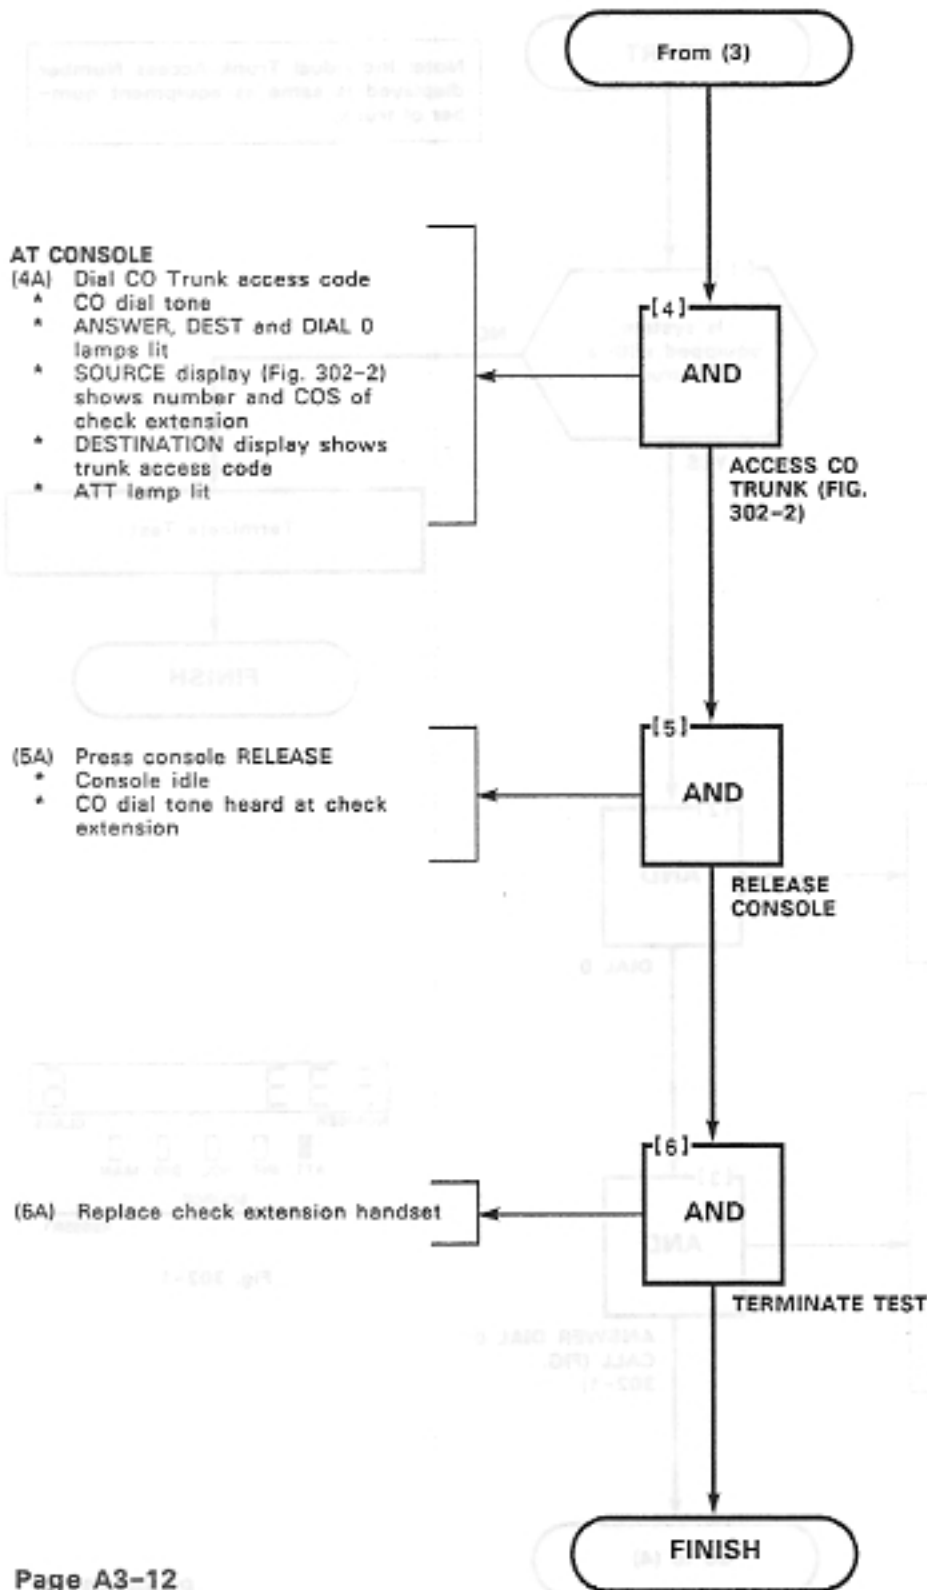 From (3)
AT CONSOLE
(4A) Dial CO Trunk access code
* CO dial tone
* ANSWER, DEST and DIAL 0
lamps lit
* SOURCE display (Fig. 302-2)
shows number and COS of
check extension
* DESTINATION display shows
trunk access code
* ATT lamp lit
[4]
AND
ACCESS CO
TRUNK (FIG.
302-2)
(5A) Press console RELEASE
* Console idle
* CO dial tone heard at check
extension
[5]
AND
RELEASE
CONSOLE
(6A) Replace check extension handset
[6]
AND
TERMINATE TEST
FINISH
Page A3-12